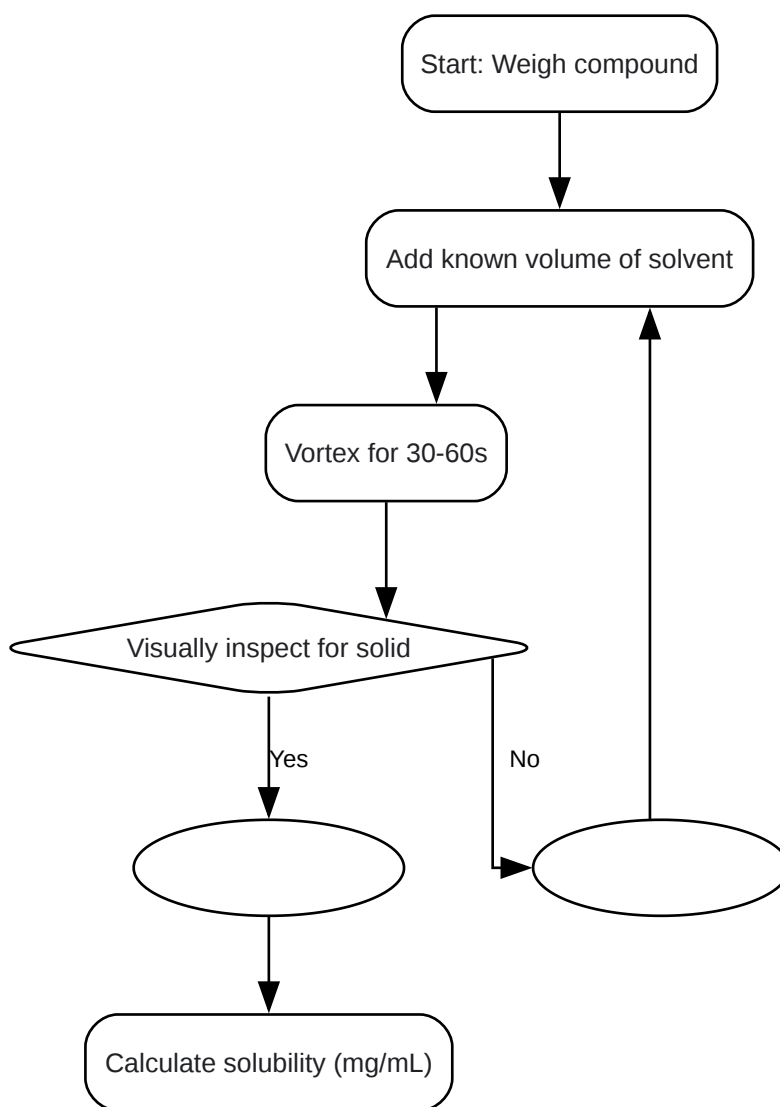 Start: Weigh compound
Add known volume of solvent
Vortex for 30-60s
Visually inspect for solid
Yes
No
Calculate solubility (mg/mL)